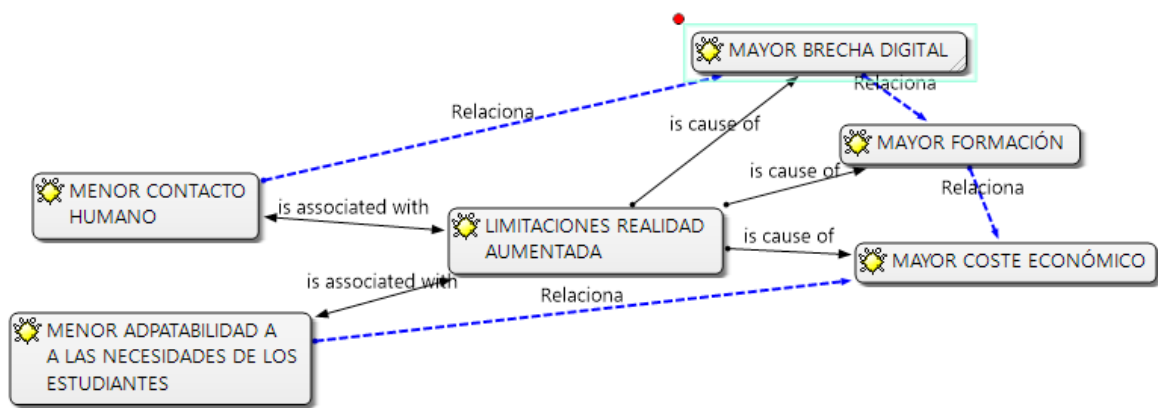 MAYOR BRECHA DIGITAL
Relaciona
Relaciona
is cause of
MAYOR FORMACIÓN
is cause of
Relaciona
MENOR CONTACTO
HUMANO
is associated with
LIMITACIONES REALIDAD
AUMENTADA
is cause of
MAYOR COSTE ECONÓMICO
is associated with
Relaciona
MENOR ADPATABILIDAD A
A LAS NECESIDADES DE LOS
ESTUDIANTES